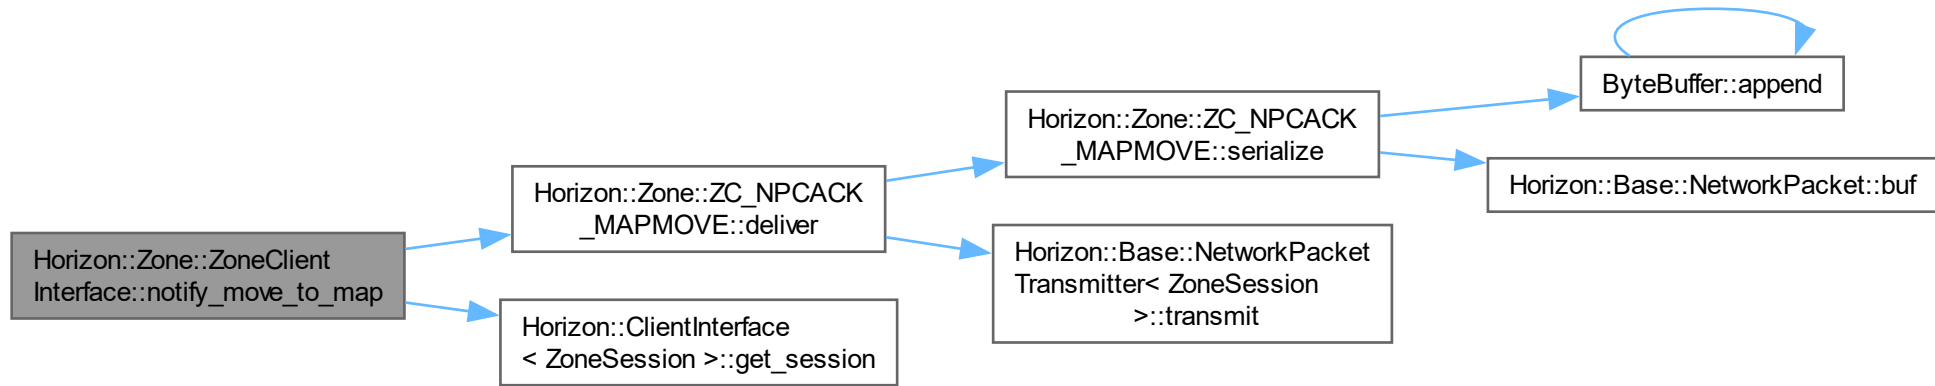 Horizon::Zone::ZoneClient
Interface::notify_move_to_map
Horizon::Zone::ZC_NPCACK
_MAPMOVE::deliver
Horizon::ClientInterface
< ZoneSession >::get_session
Horizon::Zone::ZC_NPCACK
_MAPMOVE::serialize
Horizon::Base::NetworkPacket
Transmitter< ZoneSession
>::transmit
ByteBuffer::append
Horizon::Base::NetworkPacket::buf